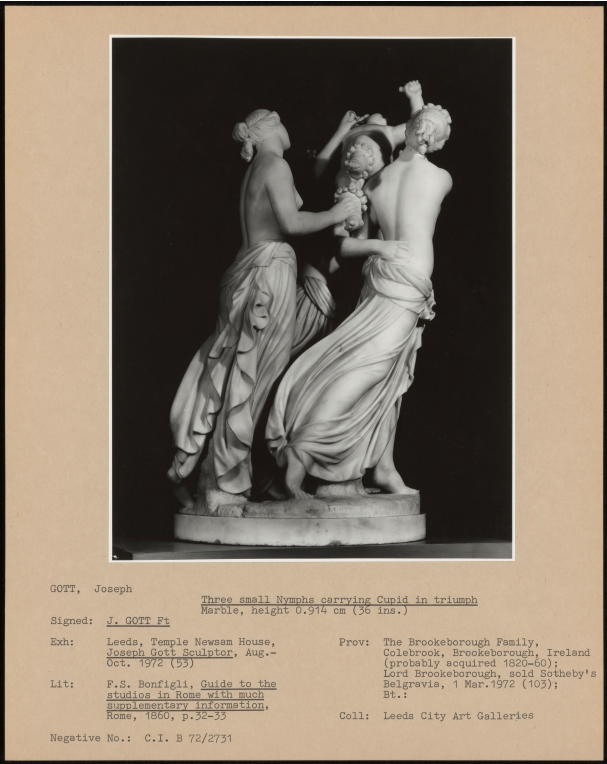 GOTT, Joseph
Three small Nymphs carrying Cupid in triumph
Marble, height 0.914 cm (36 ins.)
Signed: J. GOTT Ft
Exh: Leeds, Temple Newsam House,
Joseph Gott Sculptor, Aug.-
Oct. 1972 (53)
Lit: F.S. Bonfigli, Guide to the
studios in Rome with much
supplementary information,
Rome, 1860, p.32-33
Prov: The Brookeborough Family,
Colebrook, Brookeborough, Ireland
(probably acquired 1820-60);
Lord Brookeborough, sold Sotheby's
Belgravia, 1 Mar.1972 (103);
Bt.:
Coll: Leeds City Art Galleries
Negative No.: C.I. B 72/2731